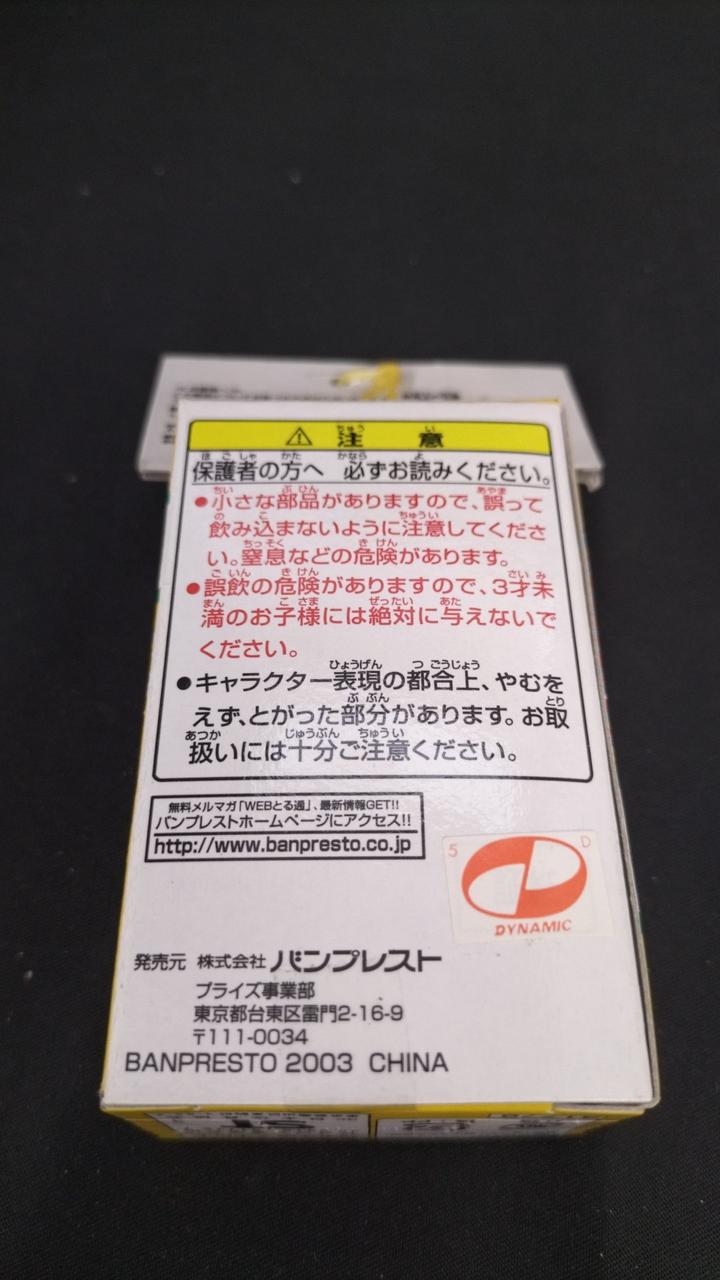 ⚠ 注意
保護者の方へ 必ずお読みください。
●小さな部品がありますので、誤って
飲み込まないように注意してくださ
い。窒息などの危険があります。
●誤飲の危険がありますので、3才未
満のお子様には絶対に与えないで
ください。
●キャラクター表現の都合上、やむを
えず、とがった部分があります。お取
扱いには十分ご注意ください。
無料メルマガ「WEBとる通」、最新情報GET!!
バンプレストホームページにアクセス!!
http://www.banpresto.co.jp
5 D
DYNAMIC
発売元 株式会社 バンプレスト
プライズ事業部
東京都台東区雷門2-16-9
〒111-0034
BANPRESTO 2003 CHINA